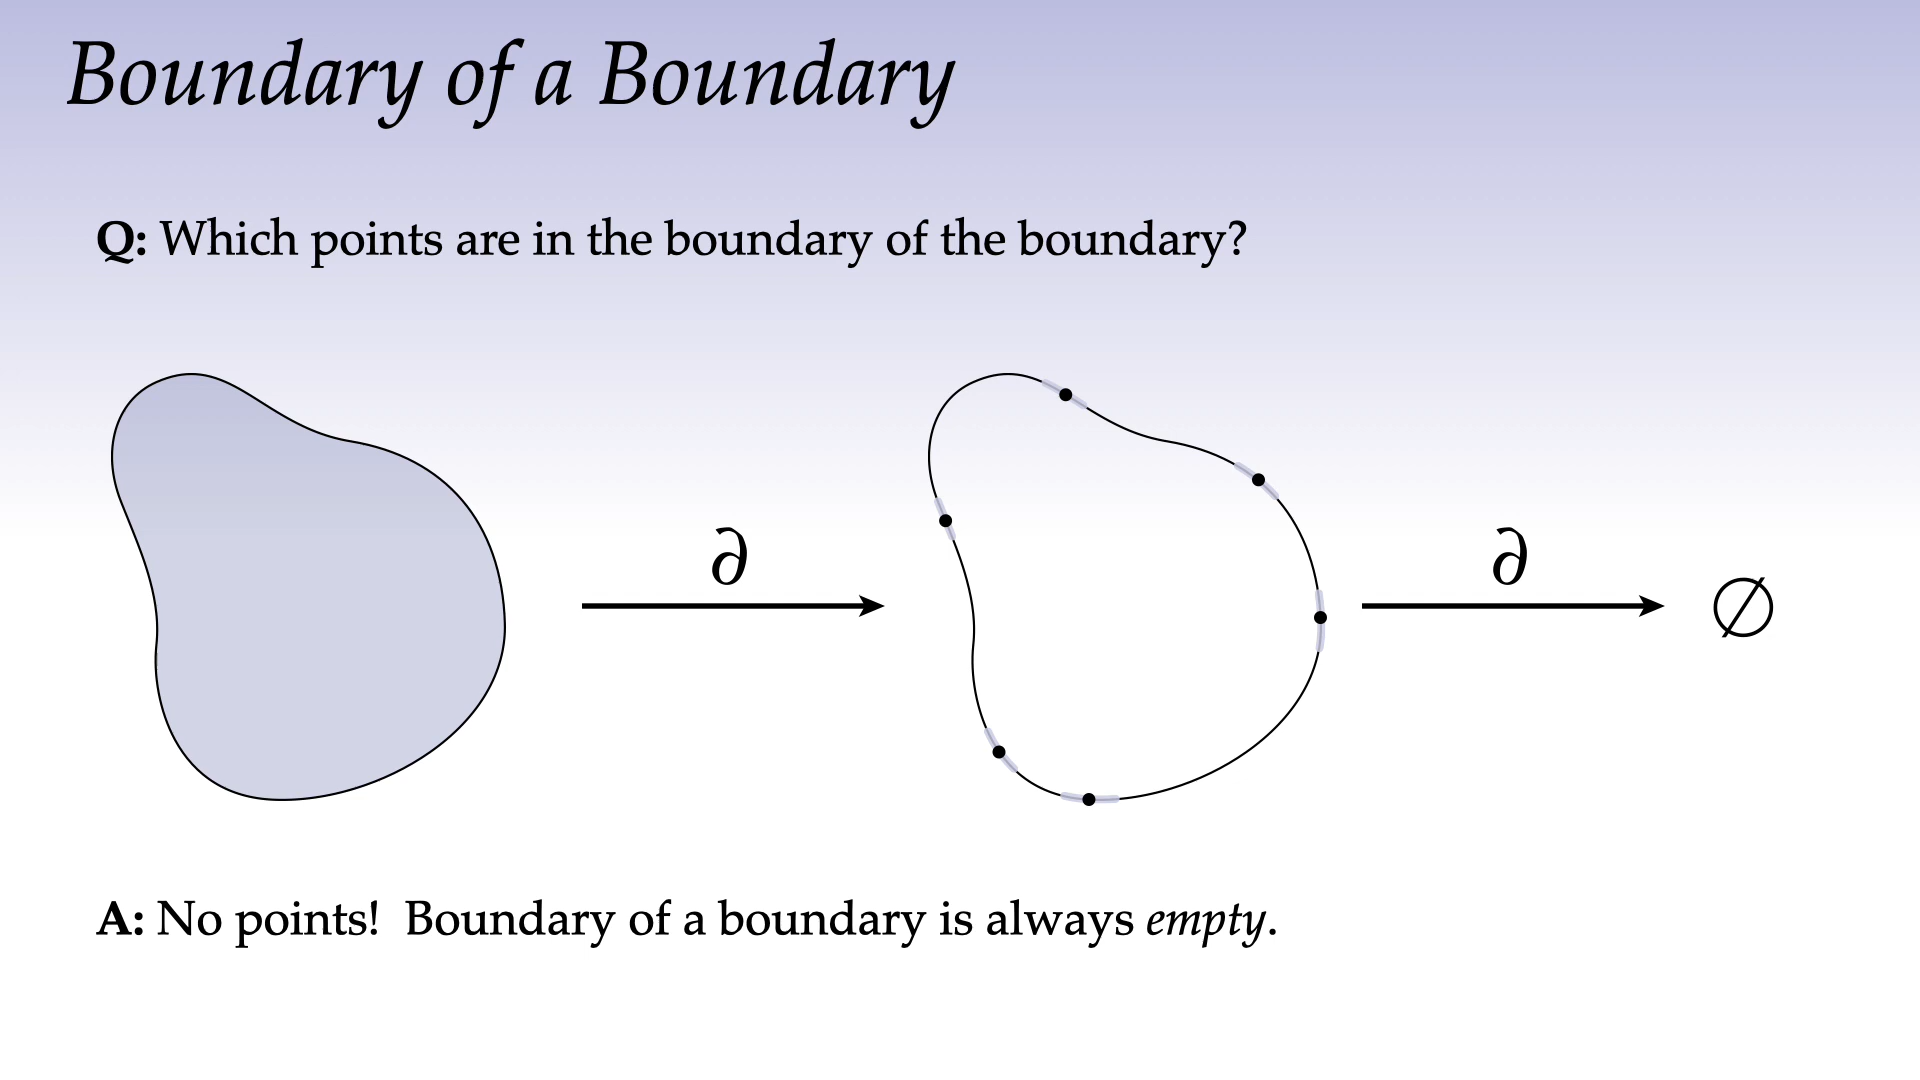 Boundary of a Boundary
Q: Which points are in the boundary of the boundary?
∂
∂
∅
A: No points! Boundary of a boundary is always empty.